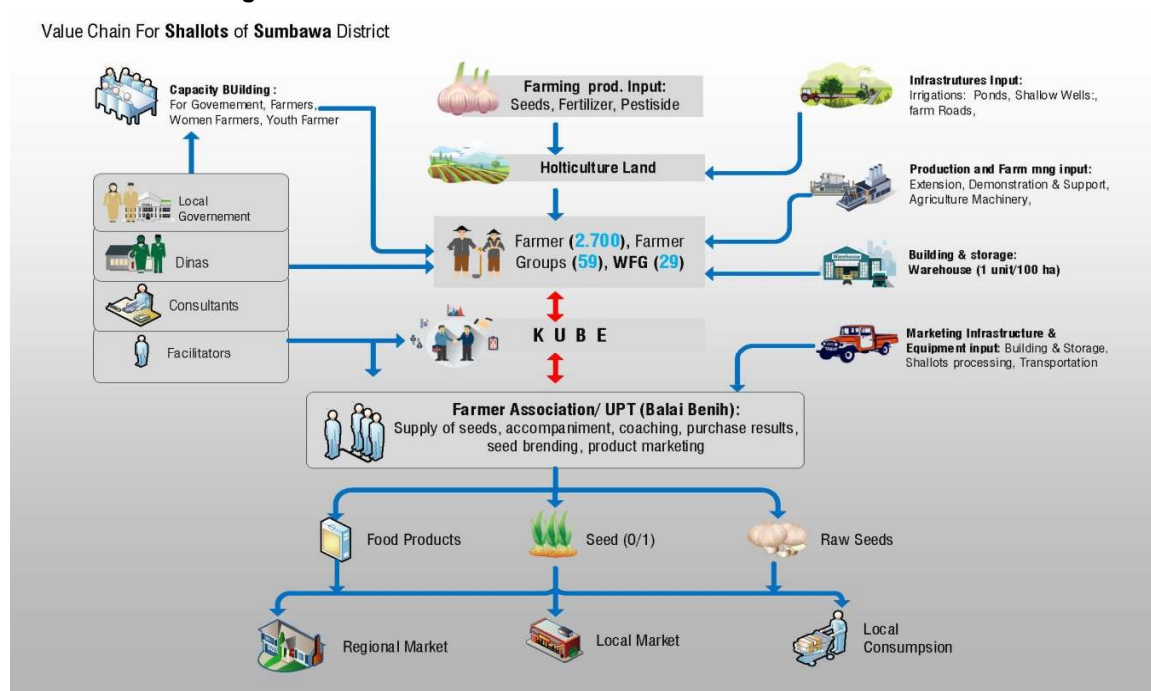 Value Chain For Shallots of Sumbawa District
Capacity BUilding :
For Governement, Farmers,
Women Farmers, Youth Farmer
Farming prod. Input:
Seeds, Fertilizer, Pestiside
Infrastrutures Input:
Irrigations: Ponds, Shallow Wells:,
farm Roads,
Holticulture Land
Production and Farm mng input:
Extension, Demonstration & Support,
Agriculture Machinery,
Local
Governement
Dinas
Consultants
Facilitators
Farmer (2.700), Farmer
Groups (59), WFG (29)
Warehouse
Building & storage:
Warehouse (1 unit/100 ha)
K U B E
Marketing Infrastructure &
Equipment input: Building & Storage,
Shallots processing, Transportation
Farmer Association/ UPT (Balai Benih):
Supply of seeds, accompaniment, coaching, purchase results,
seed brending, product marketing
Food Products
Seed (0/1)
Raw Seeds
Regional Market
Local Market
Local
Consumpsion